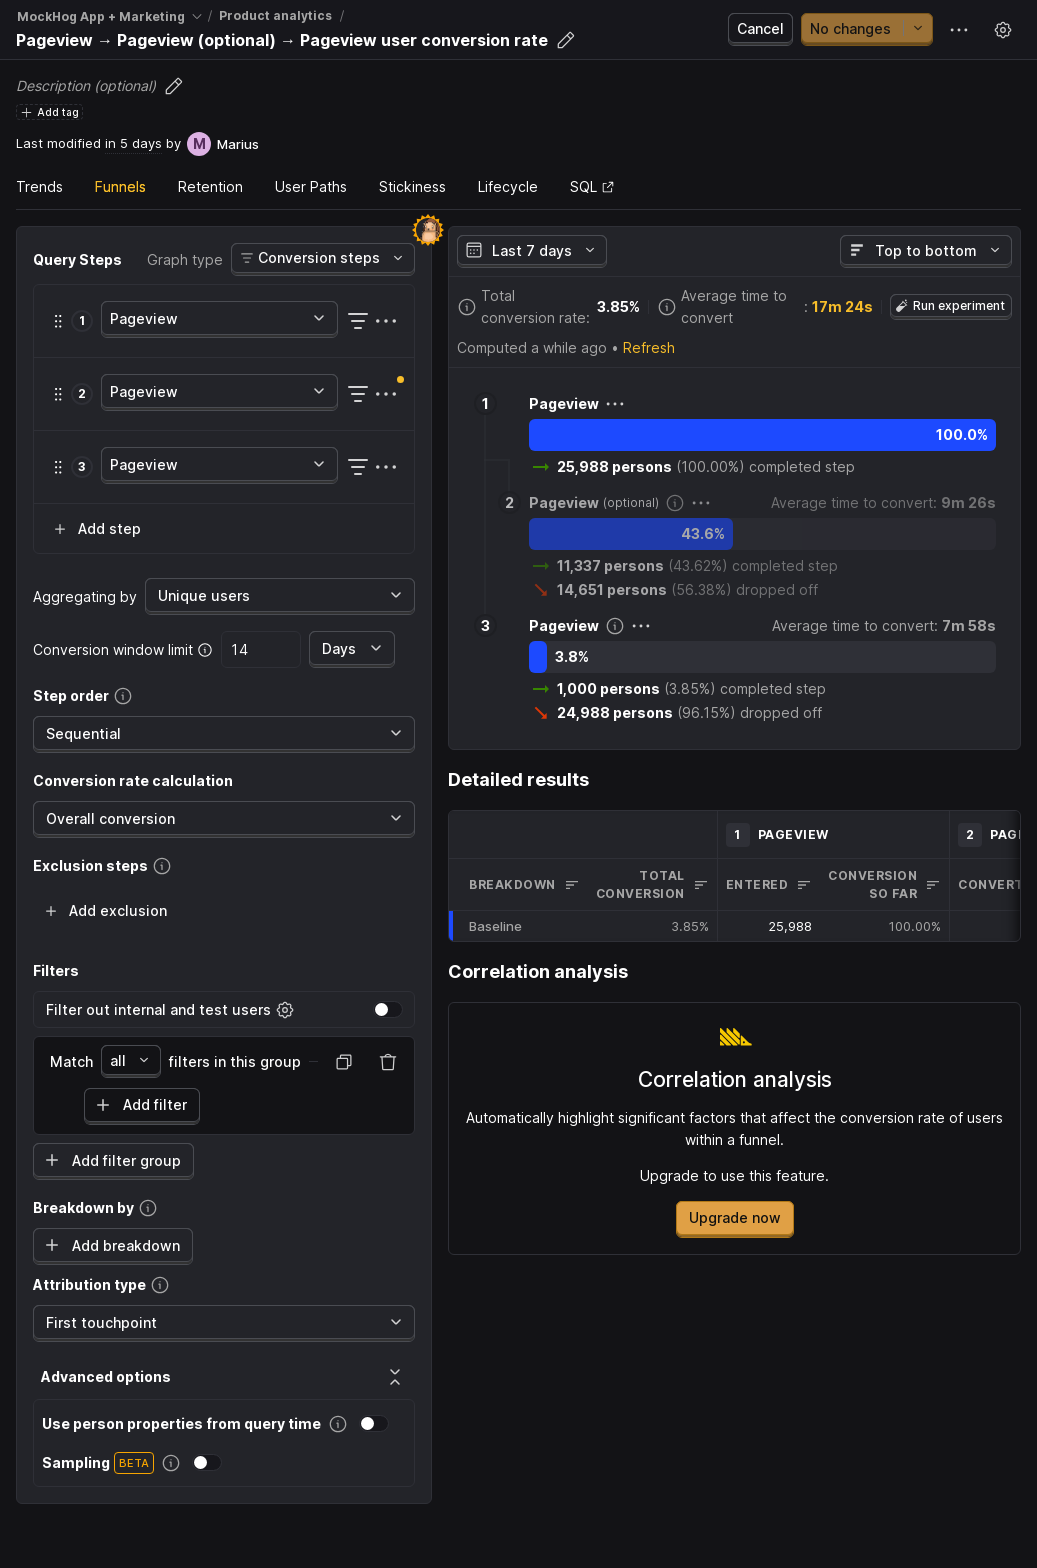 MockHog App + Marketing / Product analytics /
Pageview → Pageview (optional) → Pageview user conversion rate
Cancel
No changes
Description (optional)
Add tag
Last modified in 5 days by M Marius
Trends Funnels Retention User Paths Stickiness Lifecycle SQL
Query Steps Graph type Conversion steps
1 Pageview
2 Pageview
3 Pageview
Add step
Aggregating by Unique users
Conversion window limit 14 Days
Step order
Sequential
Conversion rate calculation
Overall conversion
Exclusion steps
Add exclusion
Filters
Filter out internal and test users
Match all filters in this group
Add filter
Add filter group
Breakdown by
Add breakdown
Attribution type
First touchpoint
Advanced options
Use person properties from query time
Sampling BETA
Last 7 days Top to bottom
Total conversion rate: 3.85%
Average time to convert : 17m 24s
Run experiment
Computed a while ago • Refresh
1 Pageview
100.0%
25,988 persons (100.00%) completed step
2 Pageview (optional) Average time to convert: 9m 26s
43.6%
11,337 persons (43.62%) completed step
14,651 persons (56.38%) dropped off
3 Pageview Average time to convert: 7m 58s
3.8%
1,000 persons (3.85%) completed step
24,988 persons (96.15%) dropped off
Detailed results
1 PAGEVIEW 2 PAGE
BREAKDOWN TOTAL CONVERSION ENTERED CONVERSION SO FAR CONVERT
Baseline 3.85% 25,988 100.00%
Correlation analysis
Correlation analysis
Automatically highlight significant factors that affect the conversion rate of users
within a funnel.
Upgrade to use this feature.
Upgrade now